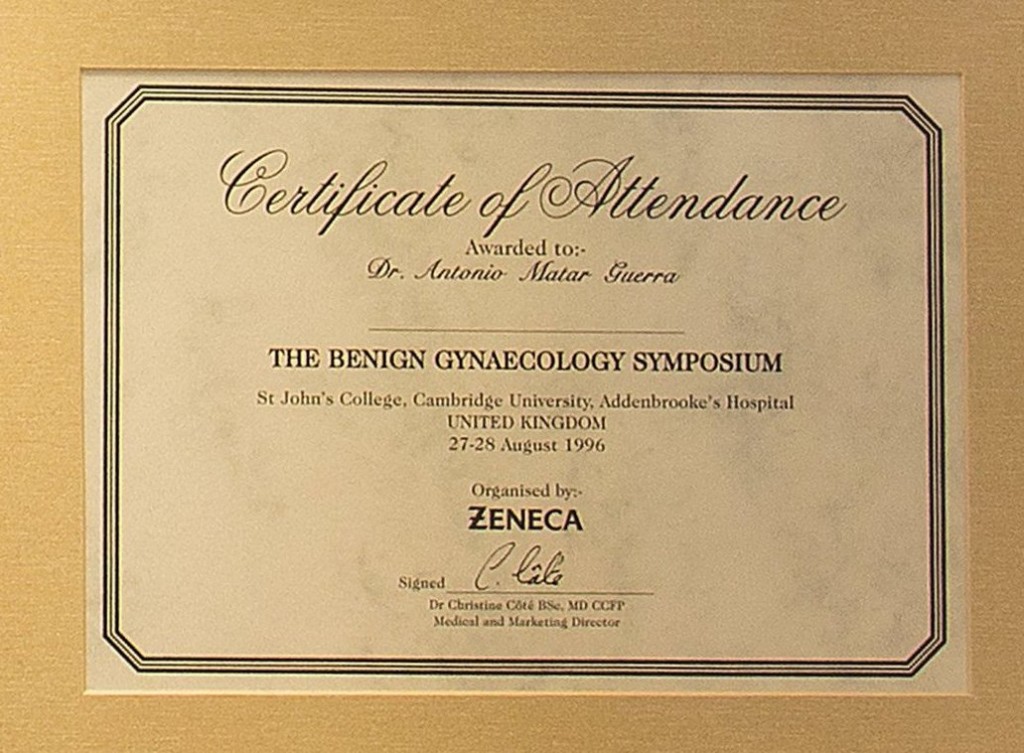 Certificate of Attendance
Awarded to:-
Dr. Antonio Matar Guerra
THE BENIGN GYNAECOLOGY SYMPOSIUM
St John's College, Cambridge University, Addenbrooke's Hospital
UNITED KINGDOM
27-28 August 1996
Organised by:-
ZENECA
Signed C. Côté
Dr Christine Côté BSc, MD CCFP
Medical and Marketing Director